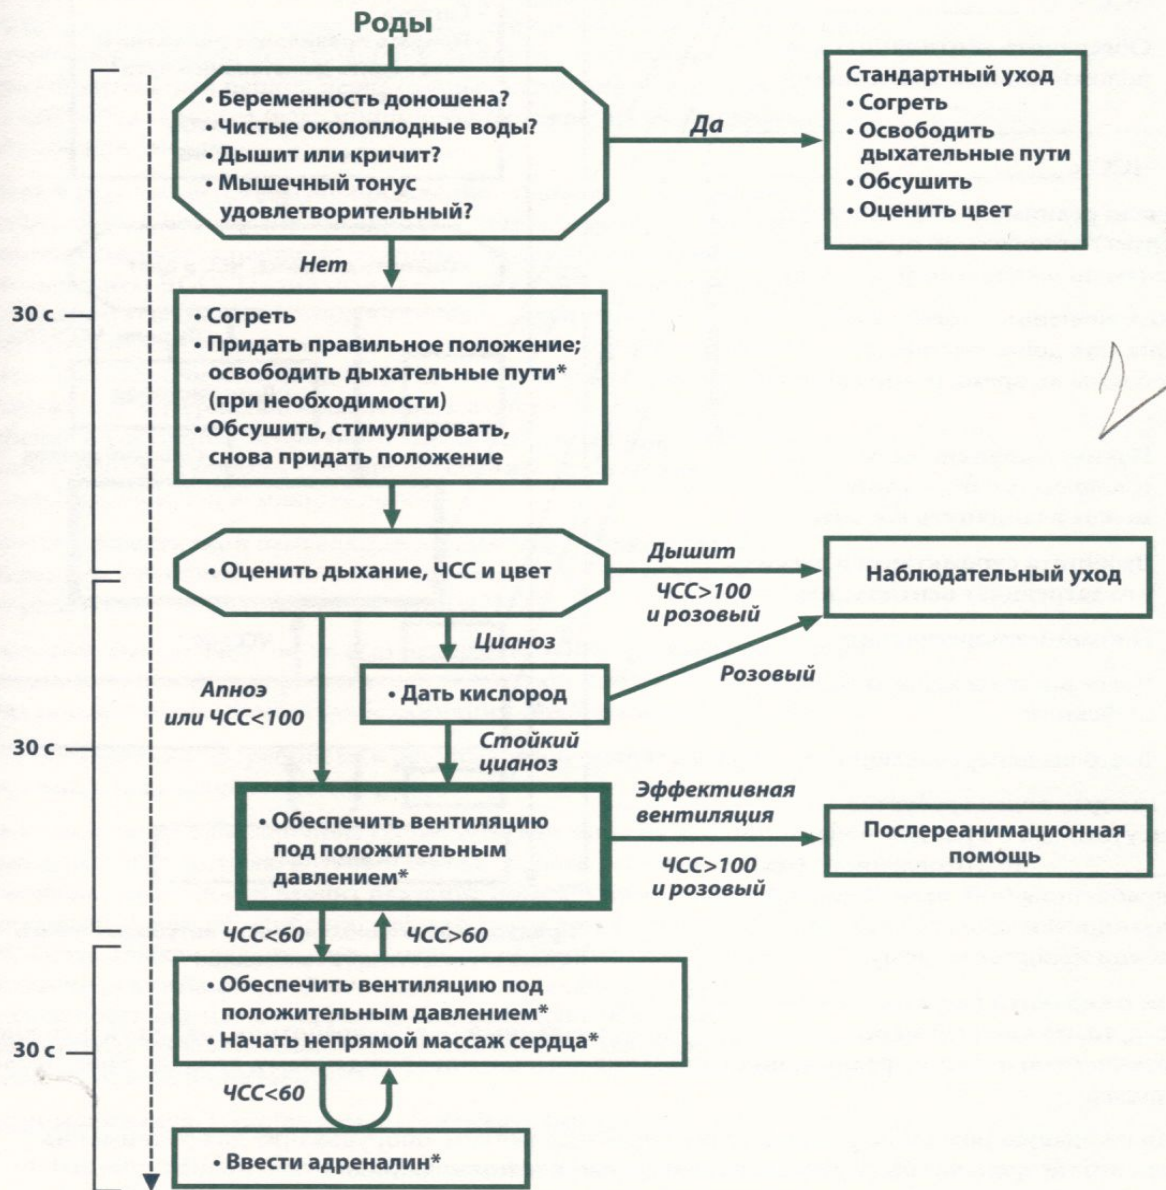 Роды
• Беременность доношена?
• Чистые околоплодные воды?
• Дышит или кричит?
• Мышечный тонус
удовлетворительный?
Да
Стандартный уход
• Согреть
• Освободить
дыхательные пути
• Обсушить
• Оценить цвет
Нет
30 с
• Согреть
• Придать правильное положение;
освободить дыхательные пути*
(при необходимости)
• Обсушить, стимулировать,
снова придать положение
• Оценить дыхание, ЧСС и цвет
Дышит
ЧСС>100
и розовый
Наблюдательный уход
Цианоз
Розовый
Апноэ
или ЧСС<100
• Дать кислород
30 с
Стойкий
цианоз
• Обеспечить вентиляцию
под положительным
давлением*
Эффективная
вентиляция
ЧСС>100
и розовый
Послереанимационная
помощь
ЧСС<60
ЧСС>60
30 с
• Обеспечить вентиляцию под
положительным давлением*
• Начать непрямой массаж сердца*
ЧСС<60
• Ввести адреналин*